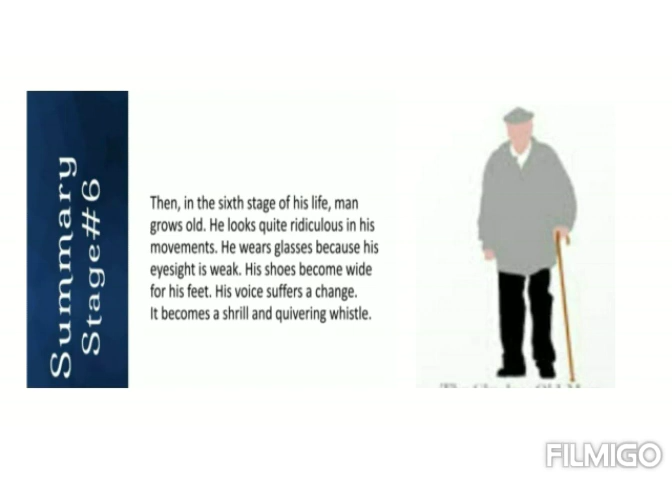 Summary
Stage#6
Then, in the sixth stage of his life, man
grows old. He looks quite ridiculous in his
movements. He wears glasses because his
eyesight is weak. His shoes become wide
for his feet. His voice suffers a change.
It becomes a shrill and quivering whistle.
FILMIGO